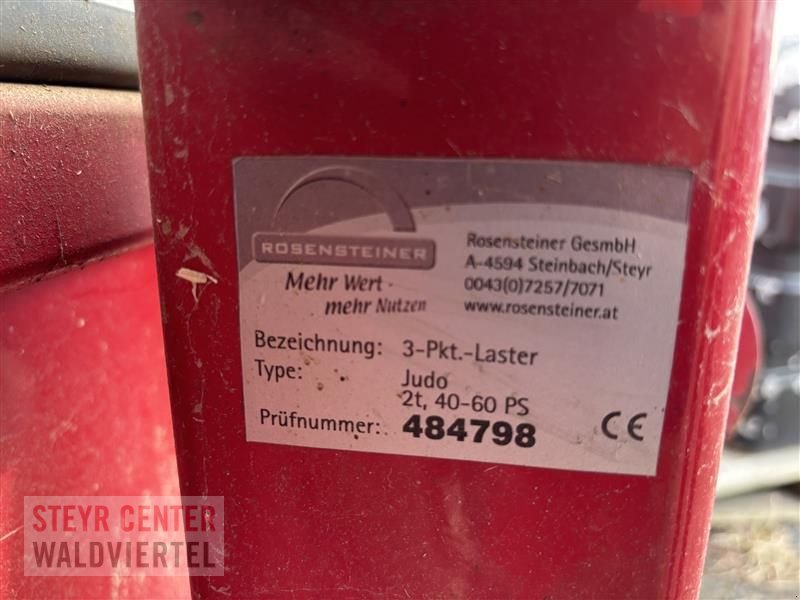 ROSENSTEINER
Mehr Wert -
mehr Nutzen
Rosensteiner GesmbH
A-4594 Steinbach/Steyr
0043(0)7257/7071
www.rosensteiner.at
Bezeichnung: 3-Pkt.-Laster
Type: Judo
2t, 40-60 PS
Prüfnummer: 484798
CE
STEYR CENTER
WALDVIERTEL